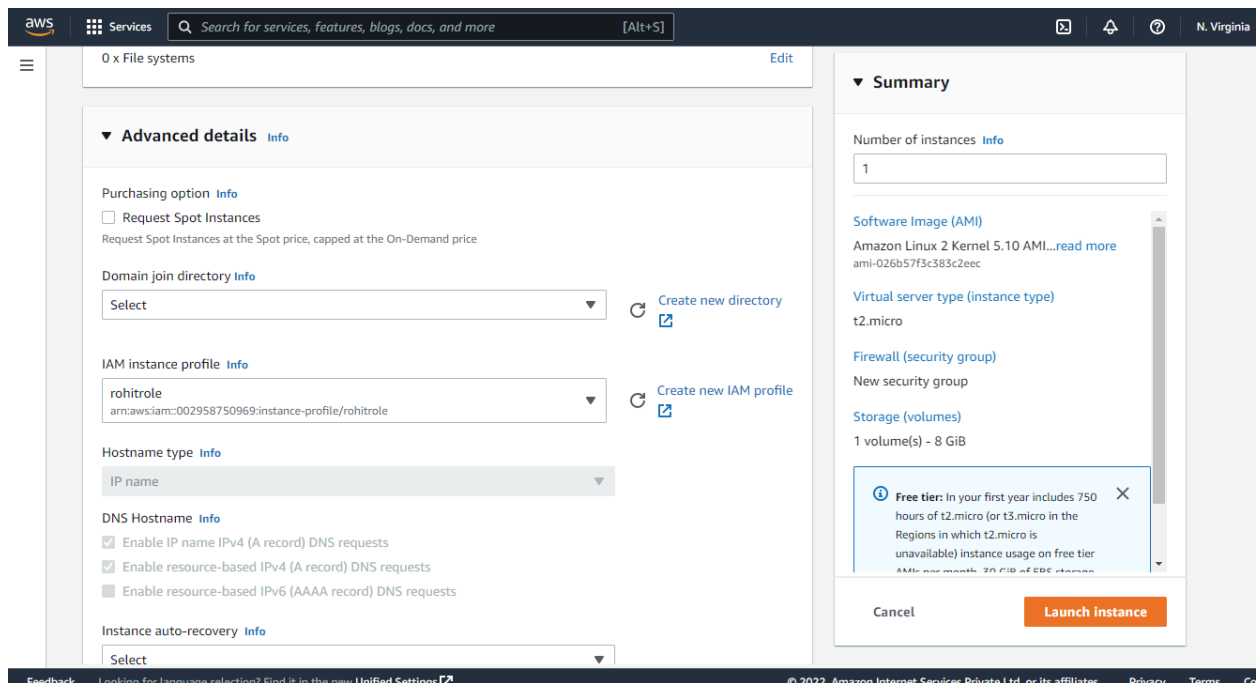 aws
Services
Search for services, features, blogs, docs, and more [Alt+S]
N. Virginia
0 x File systems
Edit
Advanced details Info
Purchasing option Info
Request Spot Instances
Request Spot Instances at the Spot price, capped at the On-Demand price
Domain join directory Info
Select
Create new directory
IAM instance profile Info
rohitrole
arn:aws:iam::002958750969:instance-profile/rohitrole
Create new IAM profile
Hostname type Info
IP name
DNS Hostname Info
Enable IP name IPv4 (A record) DNS requests
Enable resource-based IPv4 (A record) DNS requests
Enable resource-based IPv6 (AAAA record) DNS requests
Instance auto-recovery Info
Select
Summary
Number of instances Info
1
Software Image (AMI)
Amazon Linux 2 Kernel 5.10 AMI...read more
ami-026b57f3c383c2eec
Virtual server type (instance type)
t2.micro
Firewall (security group)
New security group
Storage (volumes)
1 volume(s) - 8 GiB
Free tier: In your first year includes 750
hours of t2.micro (or t3.micro in the
Regions in which t2.micro is
unavailable) instance usage on free tier
AMIs per month, 30 GiB of EBS storage,
Cancel
Launch instance
Feedback
Looking for language selection? Find it in the new Unified Settings
© 2022, Amazon Internet Services Private Ltd. or its affiliates.
Privacy
Terms